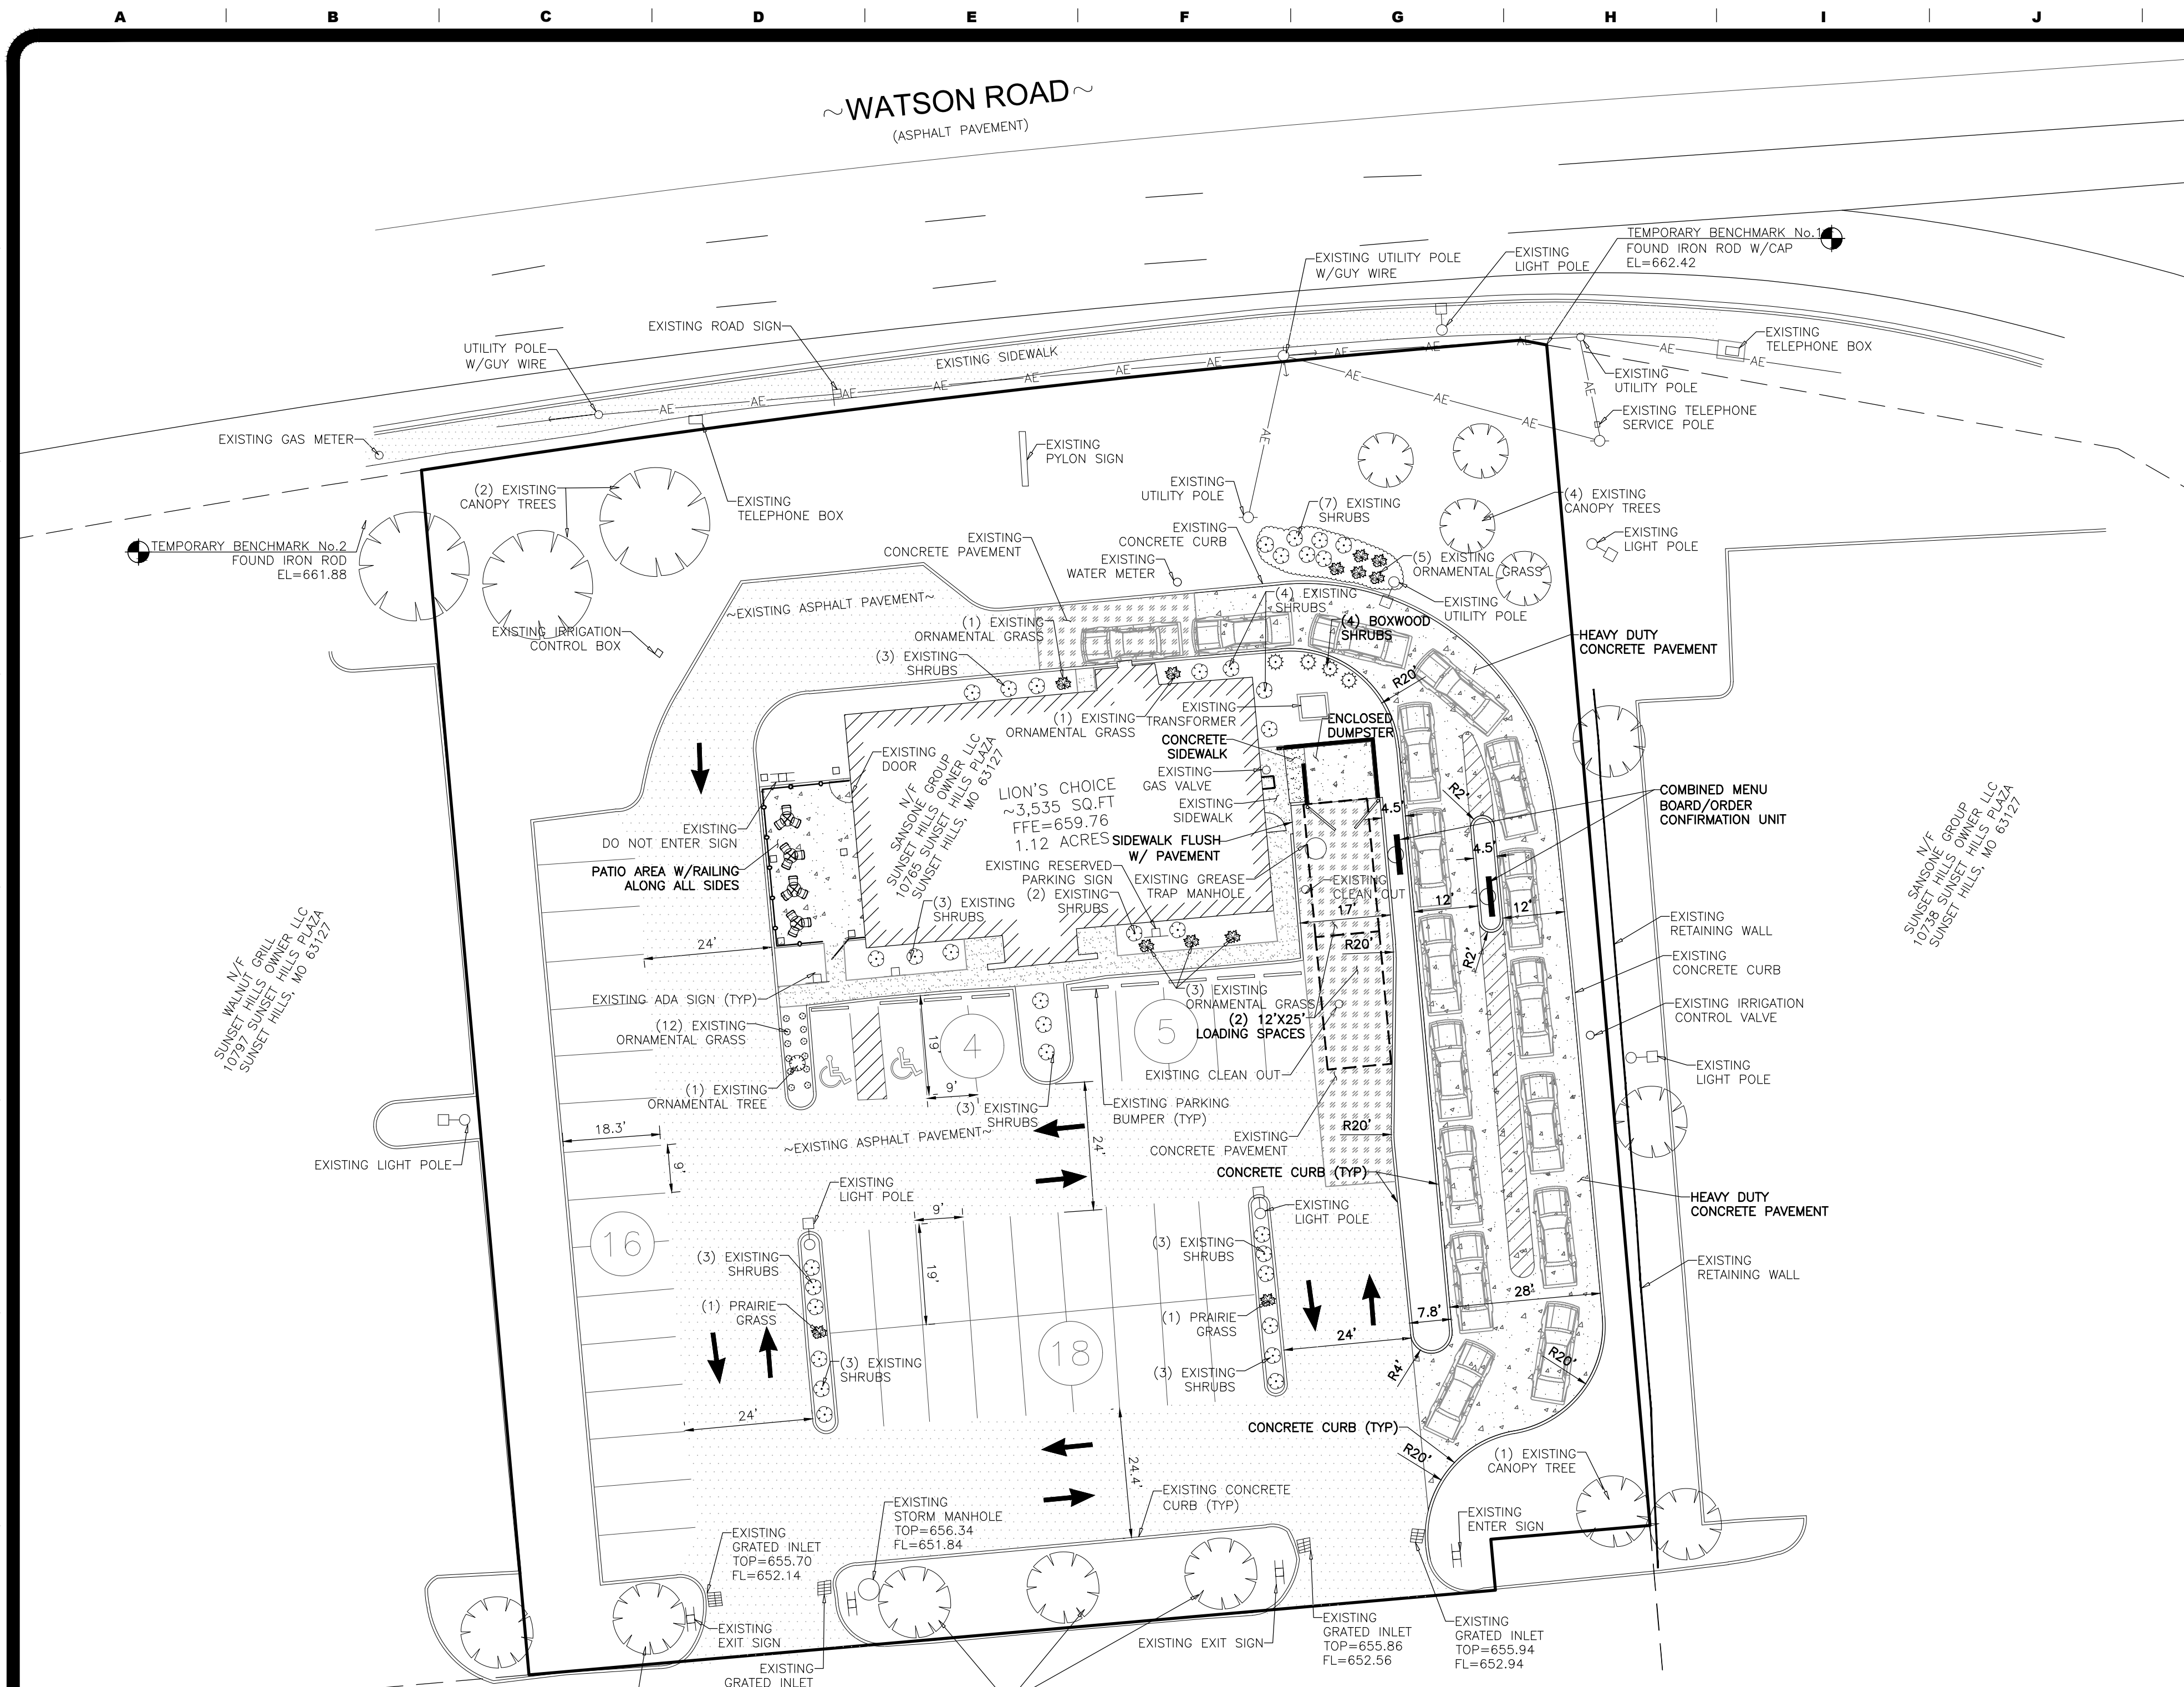 A B C D E F G H I J
~WATSON ROAD~
(ASPHALT PAVEMENT)
TEMPORARY BENCHMARK No.1
FOUND IRON ROD W/CAP
EL=662.42
EXISTING UTILITY POLE
W/GUY WIRE
EXISTING
LIGHT POLE
EXISTING ROAD SIGN
UTILITY POLE
W/GUY WIRE
EXISTING SIDEWALK
EXISTING
TELEPHONE BOX
EXISTING
UTILITY POLE
AE AE AE AE AE AE AE AE AE AE AE AE
AE AE AE AE AE
EXISTING TELEPHONE
SERVICE POLE
EXISTING GAS METER
EXISTING
PYLON SIGN
(2) EXISTING
CANOPY TREES
EXISTING
TELEPHONE BOX
EXISTING
UTILITY POLE
(7) EXISTING
SHRUBS
(4) EXISTING
CANOPY TREES
EXISTING
LIGHT POLE
TEMPORARY BENCHMARK No.2
FOUND IRON ROD
EL=661.88
EXISTING
CONCRETE PAVEMENT
EXISTING
CONCRETE CURB
EXISTING
WATER METER
(5) EXISTING
ORNAMENTAL GRASS
~EXISTING ASPHALT PAVEMENT~
(4) EXISTING
SHRUBS
EXISTING
UTILITY POLE
EXISTING IRRIGATION
CONTROL BOX
(1) EXISTING
ORNAMENTAL GRASS
(4) BOXWOOD
SHRUBS
HEAVY DUTY
CONCRETE PAVEMENT
(3) EXISTING
SHRUBS
R20'
(1) EXISTING
ORNAMENTAL GRASS
EXISTING
TRANSFORMER
ENCLOSED
DUMPSTER
CONCRETE
SIDEWALK
EXISTING
DOOR
N/F
SANSONE GROUP
SUNSET HILLS OWNER LLC
10765 SUNSET HILLS PLAZA
SUNSET HILLS, MO 63127
LION'S CHOICE
~3,535 SQ.FT
FFE=659.76
1.12 ACRES
EXISTING
GAS VALVE
EXISTING
SIDEWALK
SIDEWALK FLUSH
W/ PAVEMENT
4.5'
R2'
COMBINED MENU
BOARD/ORDER
CONFIRMATION UNIT
N/F
SANSONE GROUP
SUNSET HILLS OWNER LLC
10738 SUNSET HILLS PLAZA
SUNSET HILLS, MO 63127
EXISTING
DO NOT ENTER SIGN
PATIO AREA W/RAILING
ALONG ALL SIDES
EXISTING RESERVED
PARKING SIGN
EXISTING GREASE
TRAP MANHOLE
EXISTING
CLEAN OUT
4.5'
(2) EXISTING
SHRUBS
(3) EXISTING
SHRUBS
17'
12'
12'
N/F
WALNUT GRILL
SUNSET HILLS OWNER LLC
10797 SUNSET HILLS PLAZA
SUNSET HILLS, MO 63127
24'
R20'
R2'
EXISTING
RETAINING WALL
EXISTING
CONCRETE CURB
EXISTING ADA SIGN (TYP)
(3) EXISTING
ORNAMENTAL GRASS
(2) 12'X25'
LOADING SPACES
EXISTING IRRIGATION
CONTROL VALVE
(12) EXISTING
ORNAMENTAL GRASS
4
5
19'
9'
EXISTING CLEAN OUT
EXISTING
LIGHT POLE
(1) EXISTING
ORNAMENTAL TREE
(3) EXISTING
SHRUBS
EXISTING PARKING
BUMPER (TYP)
18.3'
9'
~EXISTING ASPHALT PAVEMENT~
24'
R20'
EXISTING
CONCRETE PAVEMENT
EXISTING LIGHT POLE
CONCRETE CURB (TYP)
EXISTING
LIGHT POLE
EXISTING
LIGHT POLE
HEAVY DUTY
CONCRETE PAVEMENT
16
9'
(3) EXISTING
SHRUBS
(3) EXISTING
SHRUBS
19'
EXISTING
RETAINING WALL
(1) PRAIRIE
GRASS
(1) PRAIRIE
GRASS
28'
7.8'
24'
(3) EXISTING
SHRUBS
18
(3) EXISTING
SHRUBS
R4'
R20'
24'
CONCRETE CURB (TYP)
R20'
24.4'
(1) EXISTING
CANOPY TREE
EXISTING CONCRETE
CURB (TYP)
EXISTING
STORM MANHOLE
TOP=656.34
FL=651.84
EXISTING
ENTER SIGN
EXISTING
GRATED INLET
TOP=655.70
FL=652.14
EXISTING
EXIT SIGN
EXISTING EXIT SIGN
EXISTING
GRATED INLET
TOP=655.86
FL=652.56
EXISTING
GRATED INLET
TOP=655.94
FL=652.94
EXISTING
GRATED INLET